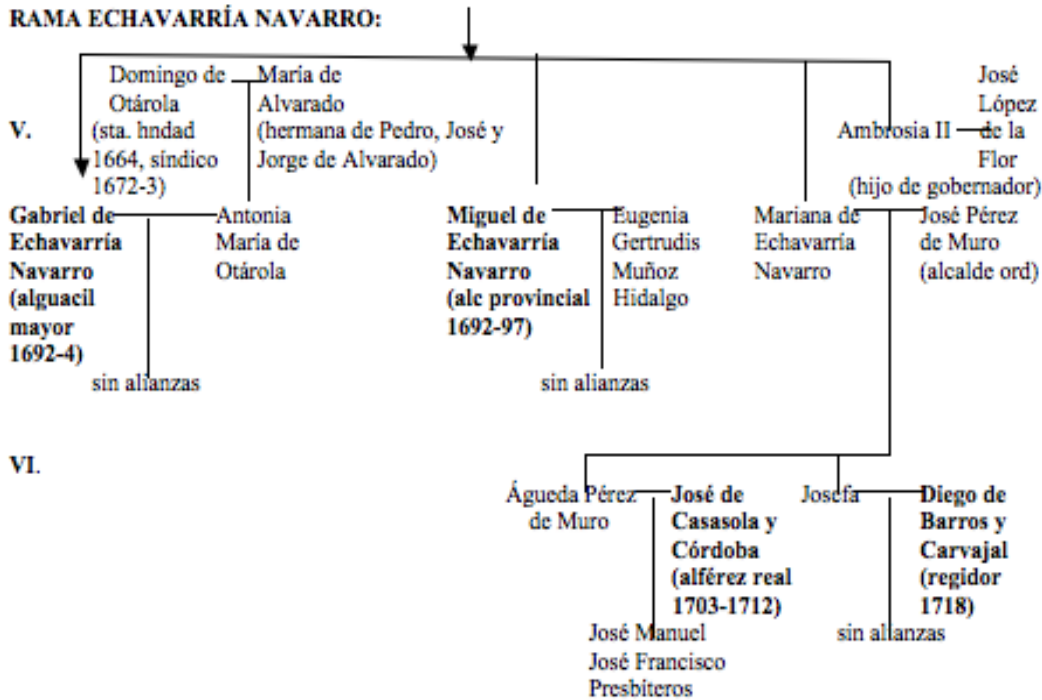 RAMA ECHAVARRÍA NAVARRO:
Domingo de
Otárola
(sta. hndad
1664, síndico
1672-3)
María de
Alvarado
(hermana de Pedro, José y
Jorge de Alvarado)
José
López
de la
Flor
V.
Ambrosia II
(hijo de gobernador)
Gabriel de
Echavarría
Navarro
(alguacil
mayor
1692-4)
Antonia
María de
Otárola
Miguel de
Echavarría
Navarro
(alc provincial
1692-97)
Eugenia
Gertrudis
Muñoz
Hidalgo
Mariana de
Echavarría
Navarro
José Pérez
de Muro
(alcalde ord)
sin alianzas
sin alianzas
VI.
Águeda Pérez
de Muro
José de
Casasola y
Córdoba
(alférez real
1703-1712)
Josefa
Diego de
Barros y
Carvajal
(regidor
1718)
José Manuel
José Francisco
Presbíteros
sin alianzas